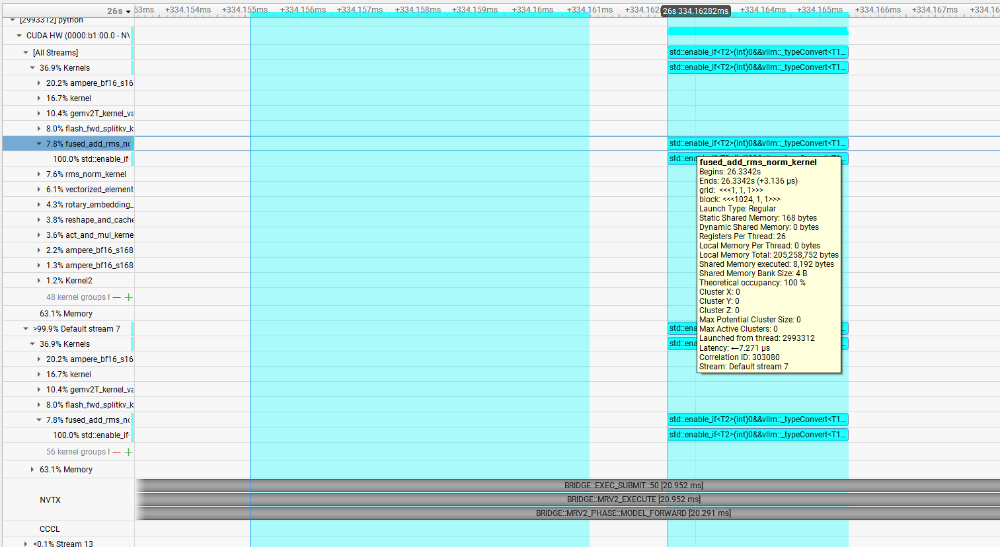 26s
53ms +334.154ms +334.155ms +334.156ms +334.157ms +334.158ms +334.159ms +334.16ms +334.161ms +334.162 26s 334.16282ms +334.164ms +334.165ms +334.166ms +334.167ms +334.16
[2993312] python
CUDA HW (0000:b1:00.0 - NV
[All Streams]
std::enable_if<T2>(int)0&&vllm::_typeConvert<T1...
36.9% Kernels
std::enable_if<T2>(int)0&&vllm::_typeConvert<T1...
20.2% ampere_bf16_s16
16.7% kernel
10.4% gemv2T_kernel_va
8.0% flash_fwd_splitkv_k
7.8% fused_add_rms_no
std::enable_if<T2>(int)0&&vllm::_typeConvert<T1...
100.0% std::enable_if
std::ena
7.6% rms_norm_kernel
6.1% vectorized_element
4.3% rotary_embedding_
3.8% reshape_and_cache
3.6% act_and_mul_kerne
2.2% ampere_bf16_s168
1.3% ampere_bf16_s168
1.2% Kernel2
48 kernel groups
63.1% Memory
>99.9% Default stream 7
std::ena
36.9% Kernels
std::ena
20.2% ampere_bf16_s16
16.7% kernel
10.4% gemv2T_kernel_va
8.0% flash_fwd_splitkv_k
7.8% fused_add_rms_no
std::enable_if<T2>(int)0&&vllm::_typeConvert<T1...
100.0% std::enable_if
std::enable_if<T2>(int)0&&vllm::_typeConvert<T1...
56 kernel groups
63.1% Memory
fused_add_rms_norm_kernel
Begins: 26.3342s
Ends: 26.3342s (+3.136 μs)
grid: <<<1, 1, 1>>>
block: <<<1024, 1, 1>>>
Launch Type: Regular
Static Shared Memory: 168 bytes
Dynamic Shared Memory: 0 bytes
Registers Per Thread: 26
Local Memory Per Thread: 0 bytes
Local Memory Total: 205,258,752 bytes
Shared Memory executed: 8,192 bytes
Shared Memory Bank Size: 4 B
Theoretical occupancy: 100 %
Cluster X: 0
Cluster Y: 0
Cluster Z: 0
Max Potential Cluster Size: 0
Max Active Clusters: 0
Launched from thread: 2993312
Latency: ←7.271 μs
Correlation ID: 303080
Stream: Default stream 7
NVTX
BRIDGE::EXEC_SUBMIT::50 [20.952 ms]
BRIDGE::MRV2_EXECUTE [20.952 ms]
BRIDGE::MRV2_PHASE::MODEL_FORWARD [20.291 ms]
CCCL
<0.1% Stream 13